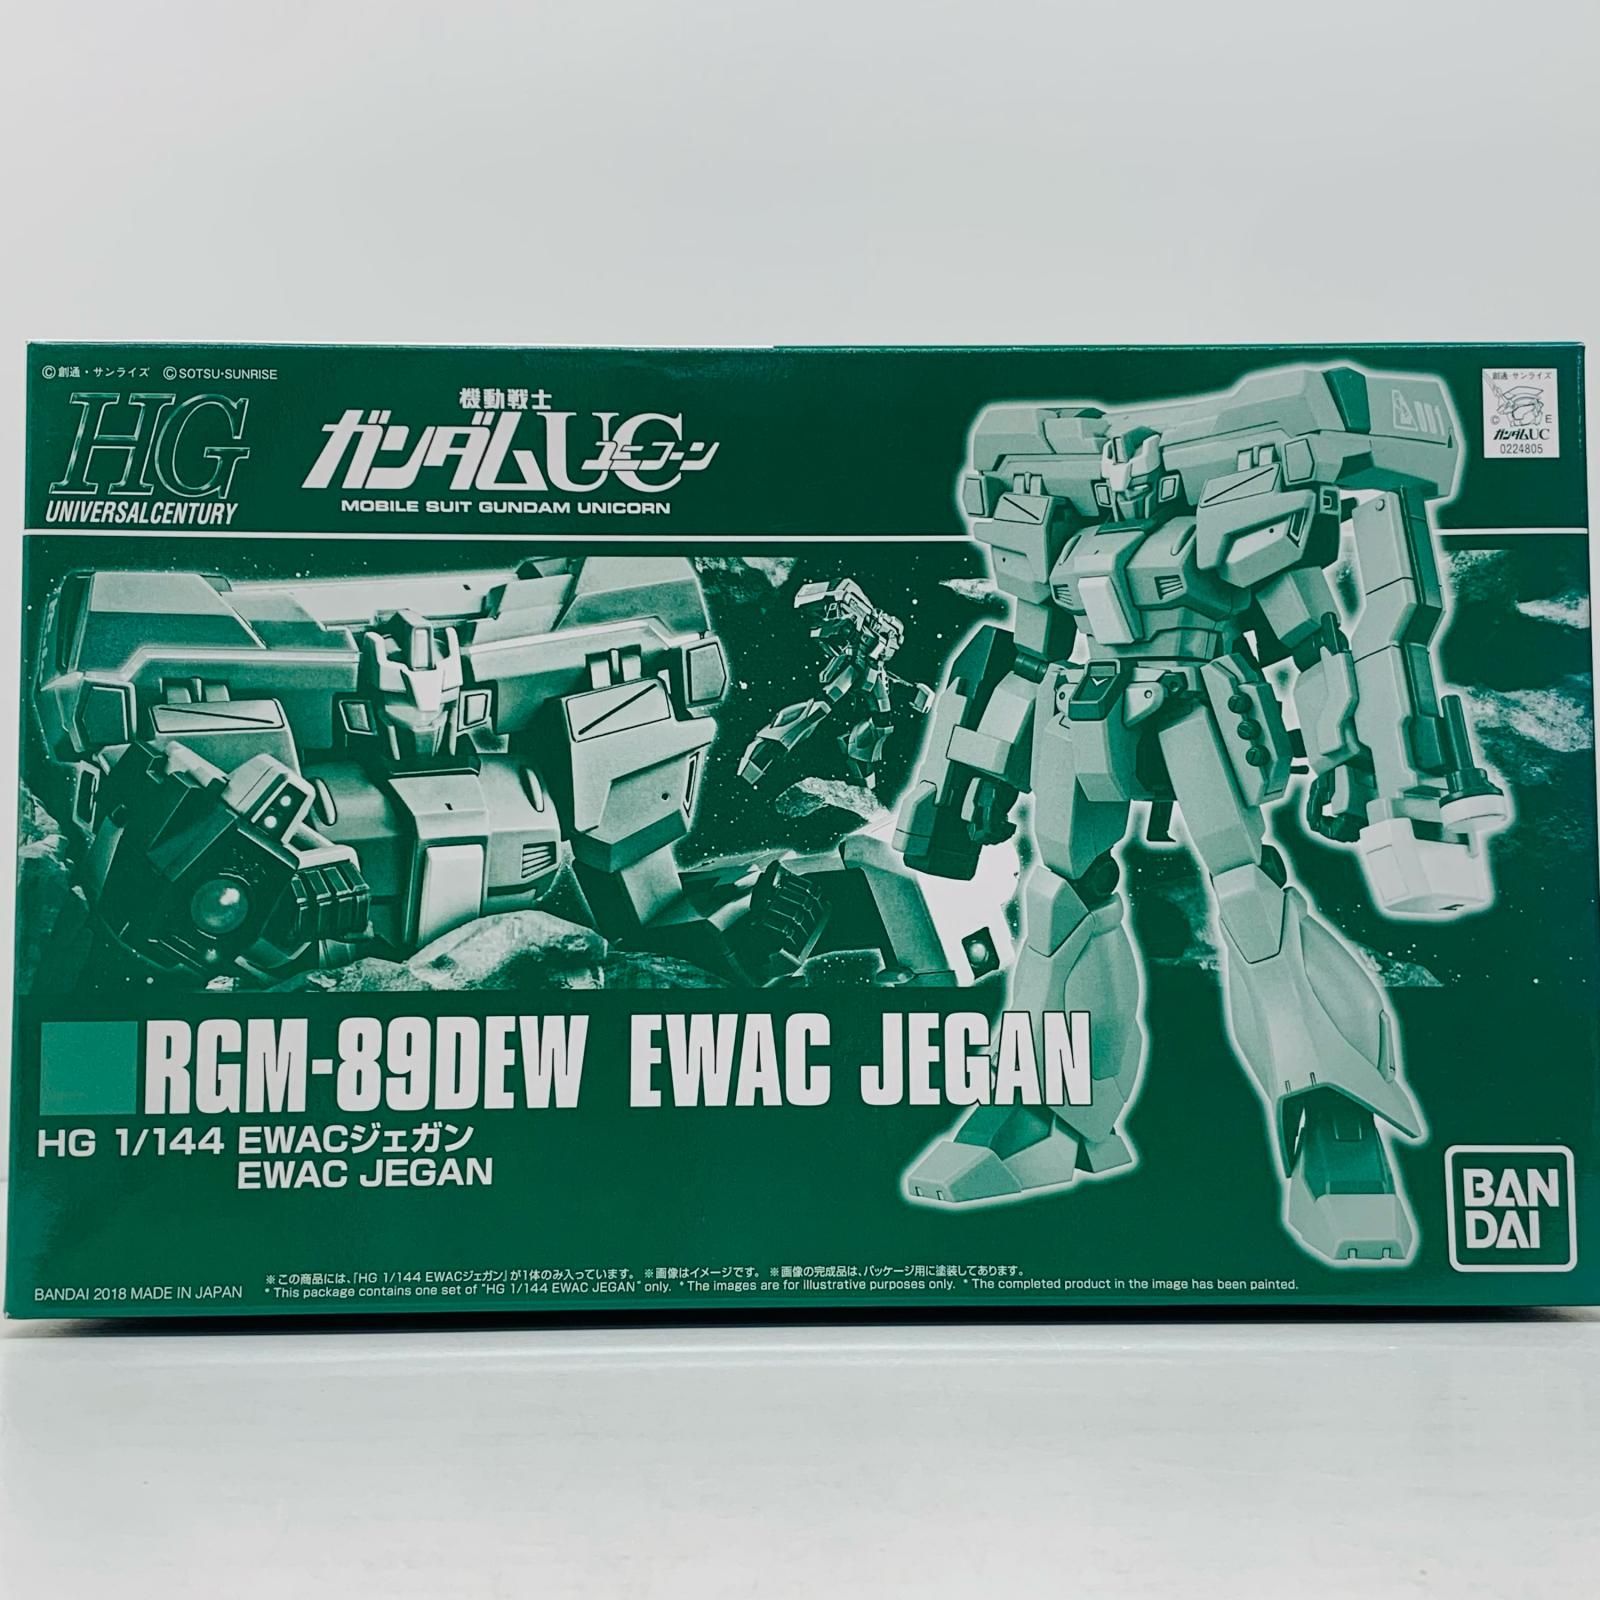 ©創通・サンライズ ©SOTSU・SUNRISE
HG
UNIVERSAL CENTURY
機動戦士
ガンダムUC
ユニコーン
MOBILE SUIT GUNDAM UNICORN
創通・サンライズ
© E
ガンダムUC
0224805
RGM-89DEW EWAC JEGAN
HG 1/144 EWACジェガン
EWAC JEGAN
BAN
DAI
※この商品には、「HG 1/144 EWACジェガン」が1体のみ入っています。 ※画像はイメージです。 ※画像の完成品は、パッケージ用に塗装してあります。
BANDAI 2018 MADE IN JAPAN
* This package contains one set of "HG 1/144 EWAC JEGAN" only. * The images are for illustrative purposes only. * The completed product in the image has been painted.